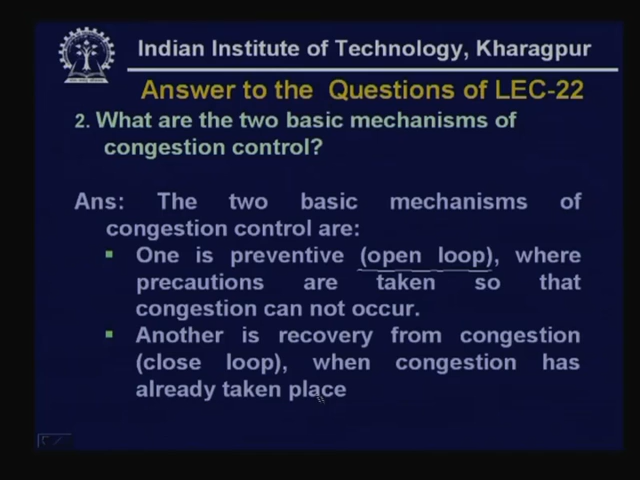 Indian Institute of Technology, Kharagpur
Answer to the Questions of LEC-22
2. What are the two basic mechanisms of
congestion control?
Ans: The two basic mechanisms of
congestion control are:
▪ One is preventive (open loop), where
precautions are taken so that
congestion can not occur.
▪ Another is recovery from congestion
(close loop), when congestion has
already taken place